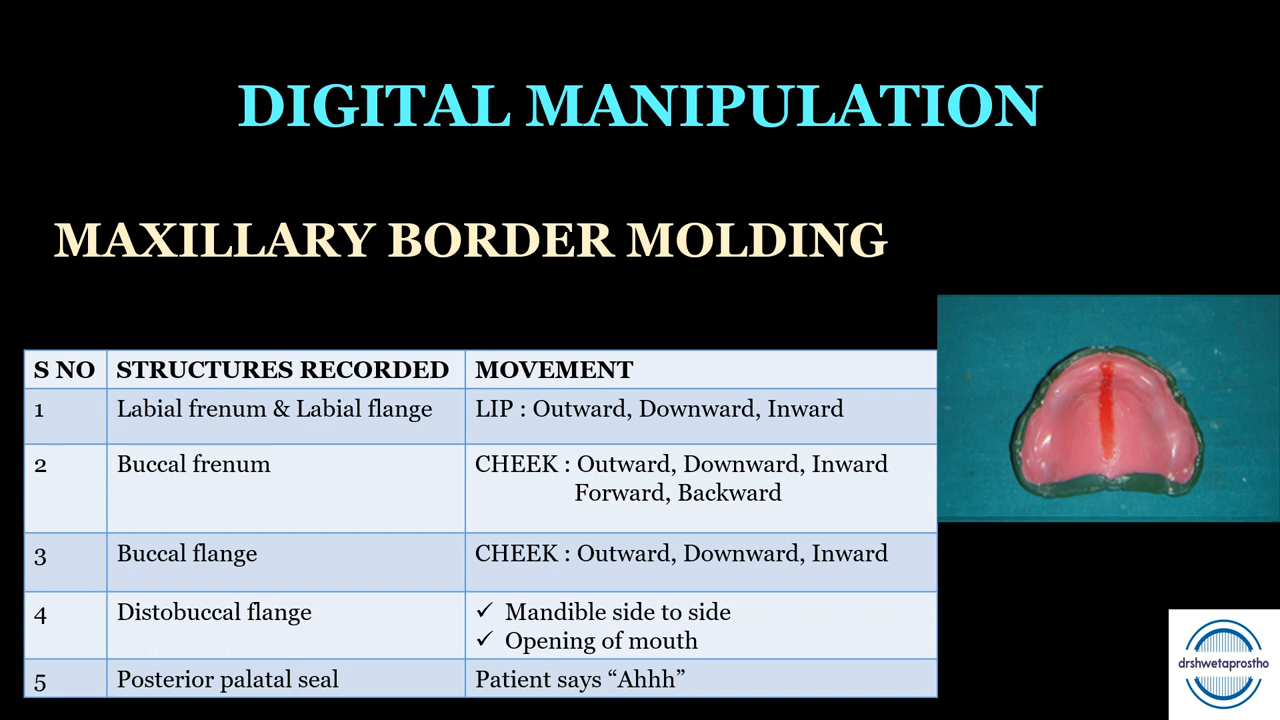 DIGITAL MANIPULATION
MAXILLARY BORDER MOLDING
S NO STRUCTURES RECORDED MOVEMENT
1 Labial frenum & Labial flange LIP : Outward, Downward, Inward
2 Buccal frenum CHEEK : Outward, Downward, Inward
Forward, Backward
3 Buccal flange CHEEK : Outward, Downward, Inward
4 Distobuccal flange ✓ Mandible side to side
✓ Opening of mouth
5 Posterior palatal seal Patient says “Ahhh”
drshwetaprostho